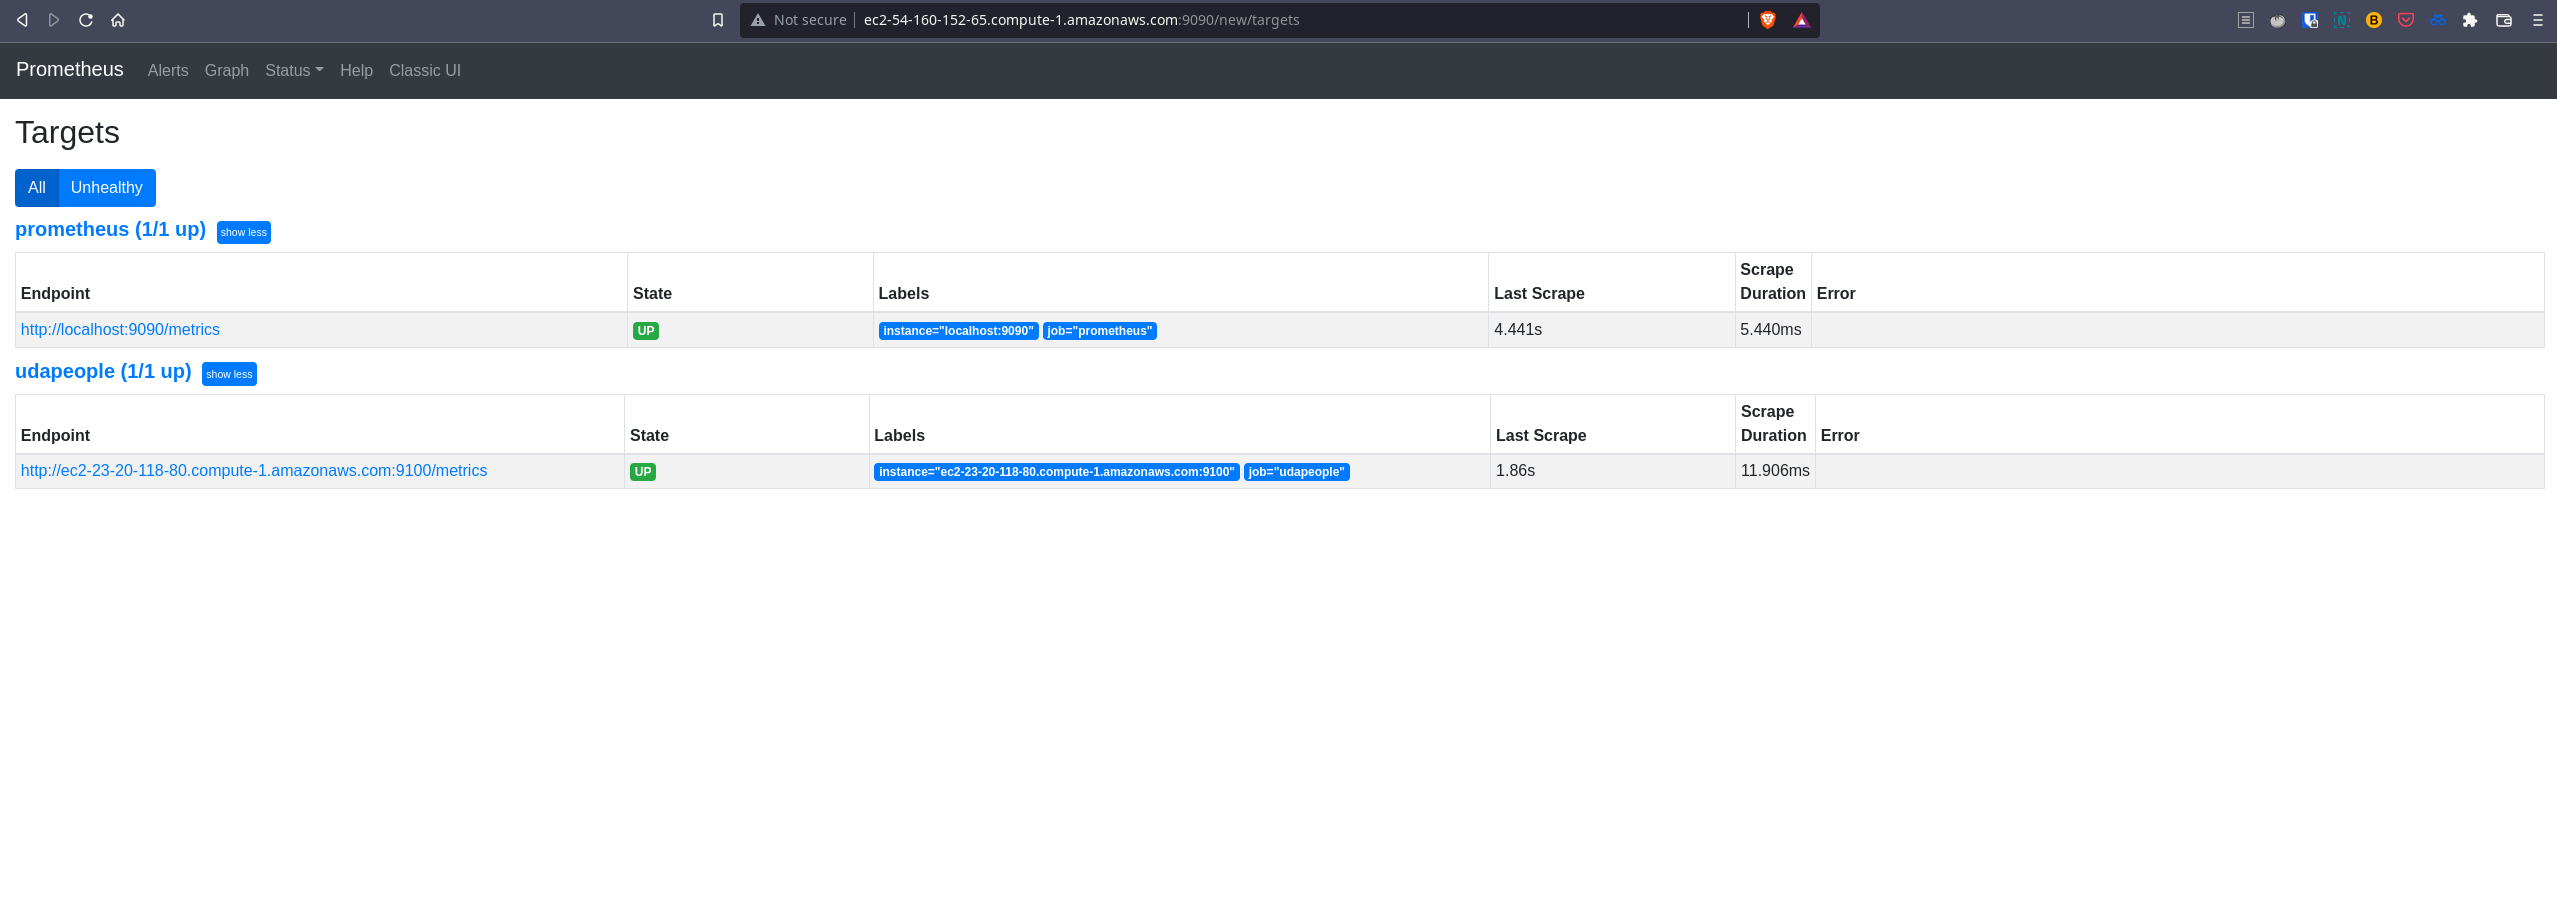 Not secure ec2-54-160-152-65.compute-1.amazonaws.com:9090/new/targets
N B
Prometheus Alerts Graph Status Help Classic UI
Targets
All Unhealthy
prometheus (1/1 up) show less
Endpoint State Labels Last Scrape Scrape Duration Error
http://localhost:9090/metrics UP instance="localhost:9090" job="prometheus" 4.441s 5.440ms
udapeople (1/1 up) show less
Endpoint State Labels Last Scrape Scrape Duration Error
http://ec2-23-20-118-80.compute-1.amazonaws.com:9100/metrics UP instance="ec2-23-20-118-80.compute-1.amazonaws.com:9100" job="udapeople" 1.86s 11.906ms